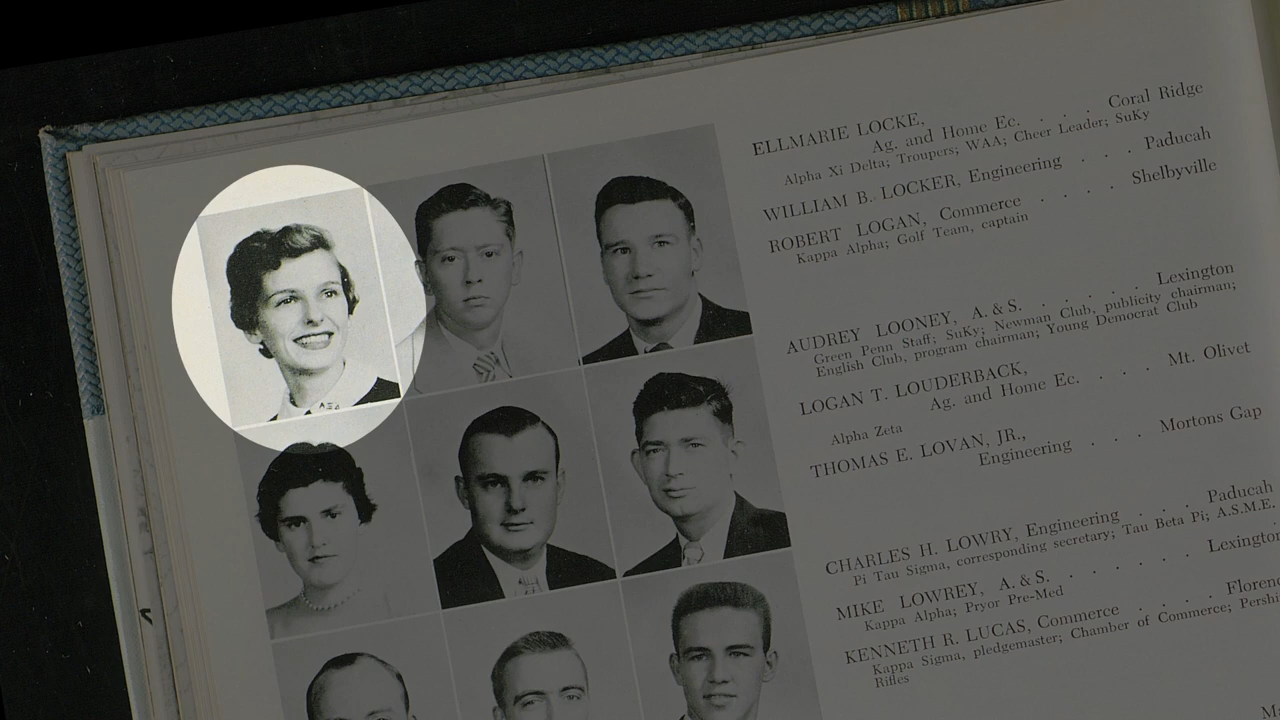 ELLMARIE LOCKE,
Ag. and Home Ec. . . Coral Ridge
Alpha Xi Delta; Troupers; WAA; Cheer Leader; SuKy
WILLIAM B. LOCKER, Engineering . . . Paducah
ROBERT LOGAN, Commerce . . . . Shelbyville
Kappa Alpha; Golf Team, captain
AUDREY LOONEY, A. & S. . . . . . Lexington
Green Penn Staff; SuKy; Newman Club, publicity chairman;
English Club, program chairman; Young Democrat Club
LOGAN T. LOUDERBACK,
Ag. and Home Ec. . . . Mt. Olivet
Alpha Zeta
THOMAS E. LOVAN, JR.,
Engineering . . . Mortons Gap
CHARLES H. LOWRY, Engineering . . Paducah
Pi Tau Sigma, corresponding secretary; Tau Beta Pi; A.S.M.E.
MIKE LOWREY, A. & S. . . . . . . Lexington
Kappa Alpha; Pryor Pre-Med
KENNETH R. LUCAS, Commerce . . . . Florenc
Kappa Sigma, pledgemaster; Chamber of Commerce; Pershi
Rifles